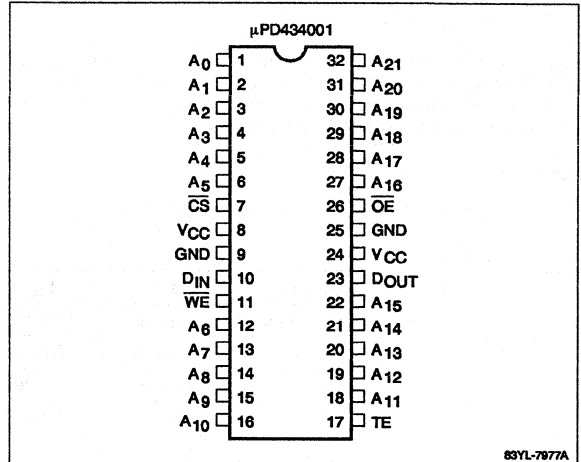 μPD434001
A0 1 32 A21
A1 2 31 A20
A2 3 30 A19
A3 4 29 A18
A4 5 28 A17
A5 6 27 A16
CS 7 26 OE
VCC 8 25 GND
GND 9 24 VCC
DIN 10 23 DOUT
WE 11 22 A15
A6 12 21 A14
A7 13 20 A13
A8 14 19 A12
A9 15 18 A11
A10 16 17 TE
83YL-7977A